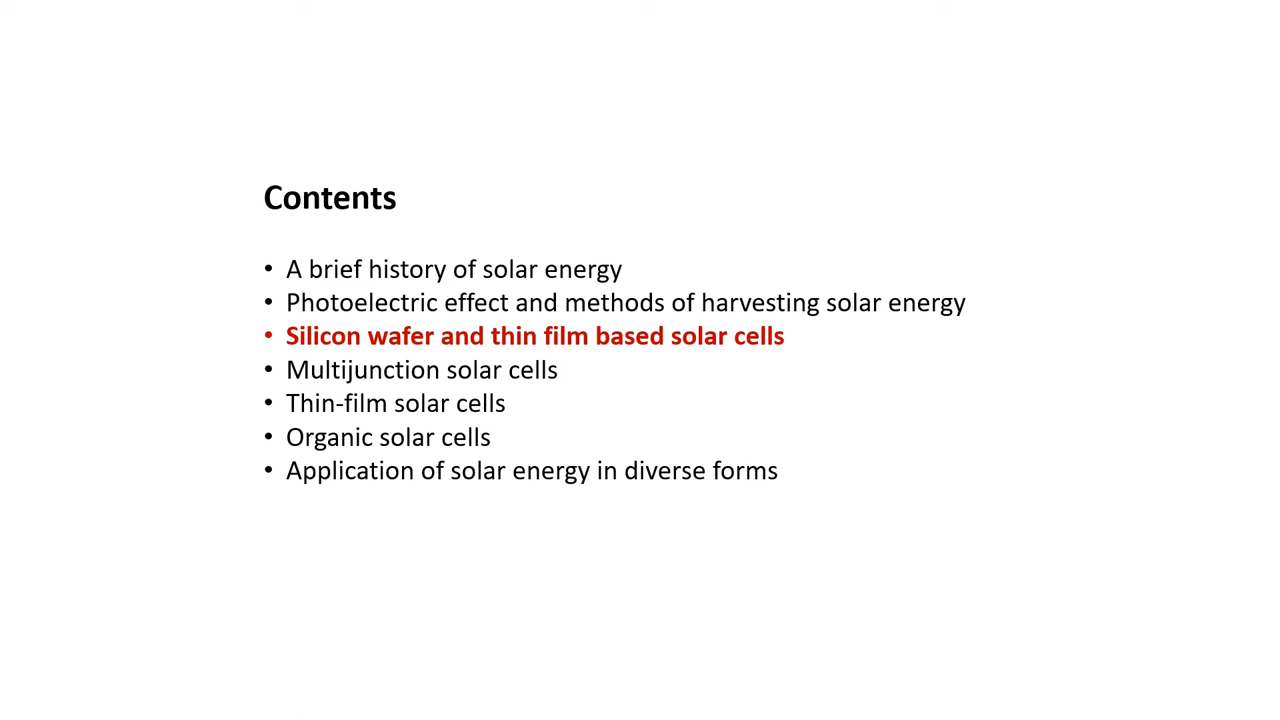 Contents
• A brief history of solar energy
• Photoelectric effect and methods of harvesting solar energy
• Silicon wafer and thin film based solar cells
• Multijunction solar cells
• Thin-film solar cells
• Organic solar cells
• Application of solar energy in diverse forms